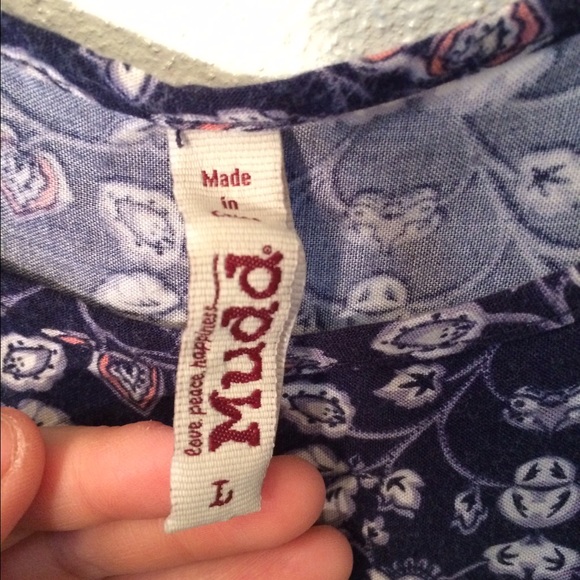 Made
in
Mudd®
love. peace. happiness.
L